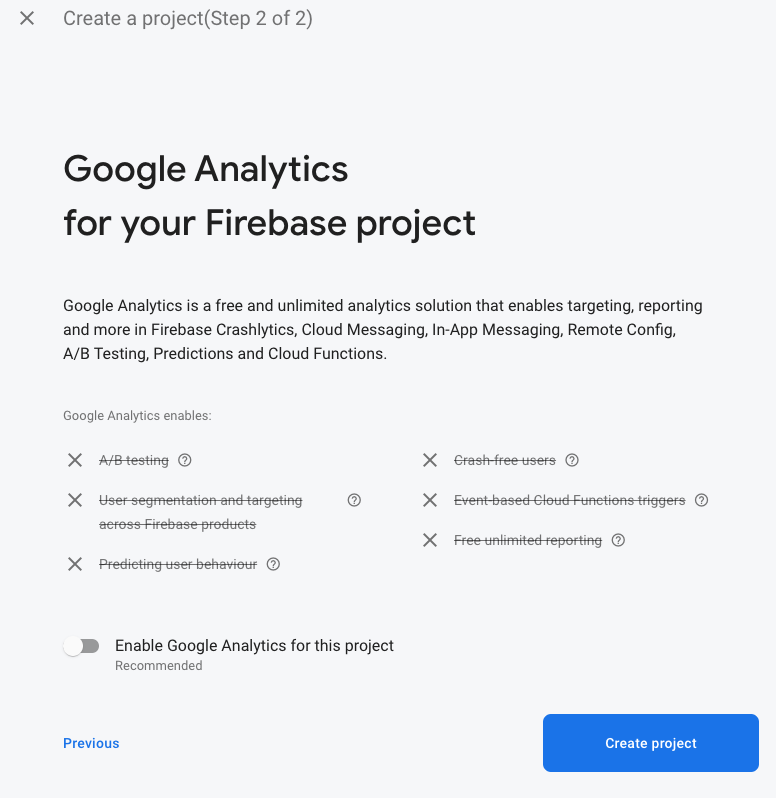 Create a project(Step 2 of 2)
Google Analytics
for your Firebase project
Google Analytics is a free and unlimited analytics solution that enables targeting, reporting
and more in Firebase Crashlytics, Cloud Messaging, In-App Messaging, Remote Config,
A/B Testing, Predictions and Cloud Functions.
Google Analytics enables:
A/B testing
User segmentation and targeting
across Firebase products
Predicting user behaviour
Crash-free users
Event-based Cloud Functions triggers
Free unlimited reporting
Enable Google Analytics for this project
Recommended
Previous
Create project